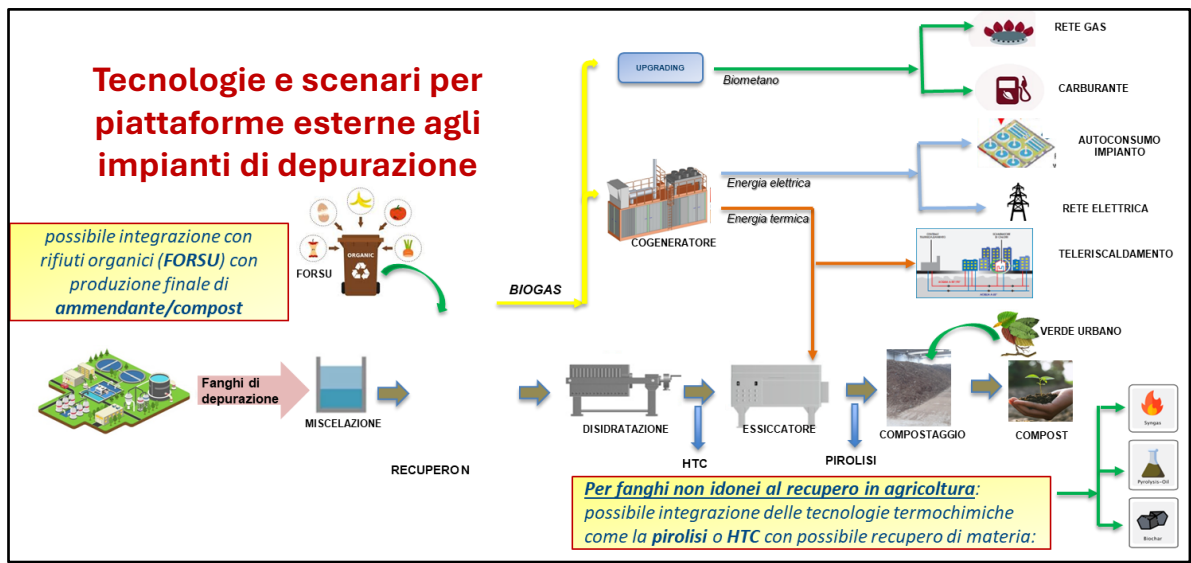 Tecnologie e scenari per
piattaforme esterne agli
impianti di depurazione
possibile integrazione con
rifiuti organici (FORSU) con
produzione finale di
ammendante/compost
FORSU
ORGANIC
BIOGAS
UPGRADING
Biometano
RETE GAS
CARBURANTE
COGENERATORE
Energia elettrica
Energia termica
AUTOCONSUMO
IMPIANTO
RETE ELETTRICA
TELERISCALDAMENTO
VERDE URBANO
Fanghi di
depurazione
MISCELAZIONE
RECUPERO N
DISIDRATAZIONE
ESSICCATORE
COMPOSTAGGIO
COMPOST
HTC
PIROLISI
Per fanghi non idonei al recupero in agricoltura:
possibile integrazione delle tecnologie termochimiche
come la pirolisi o HTC con possibile recupero di materia:
Syngas
Pyrolysis-Oil
Biochar